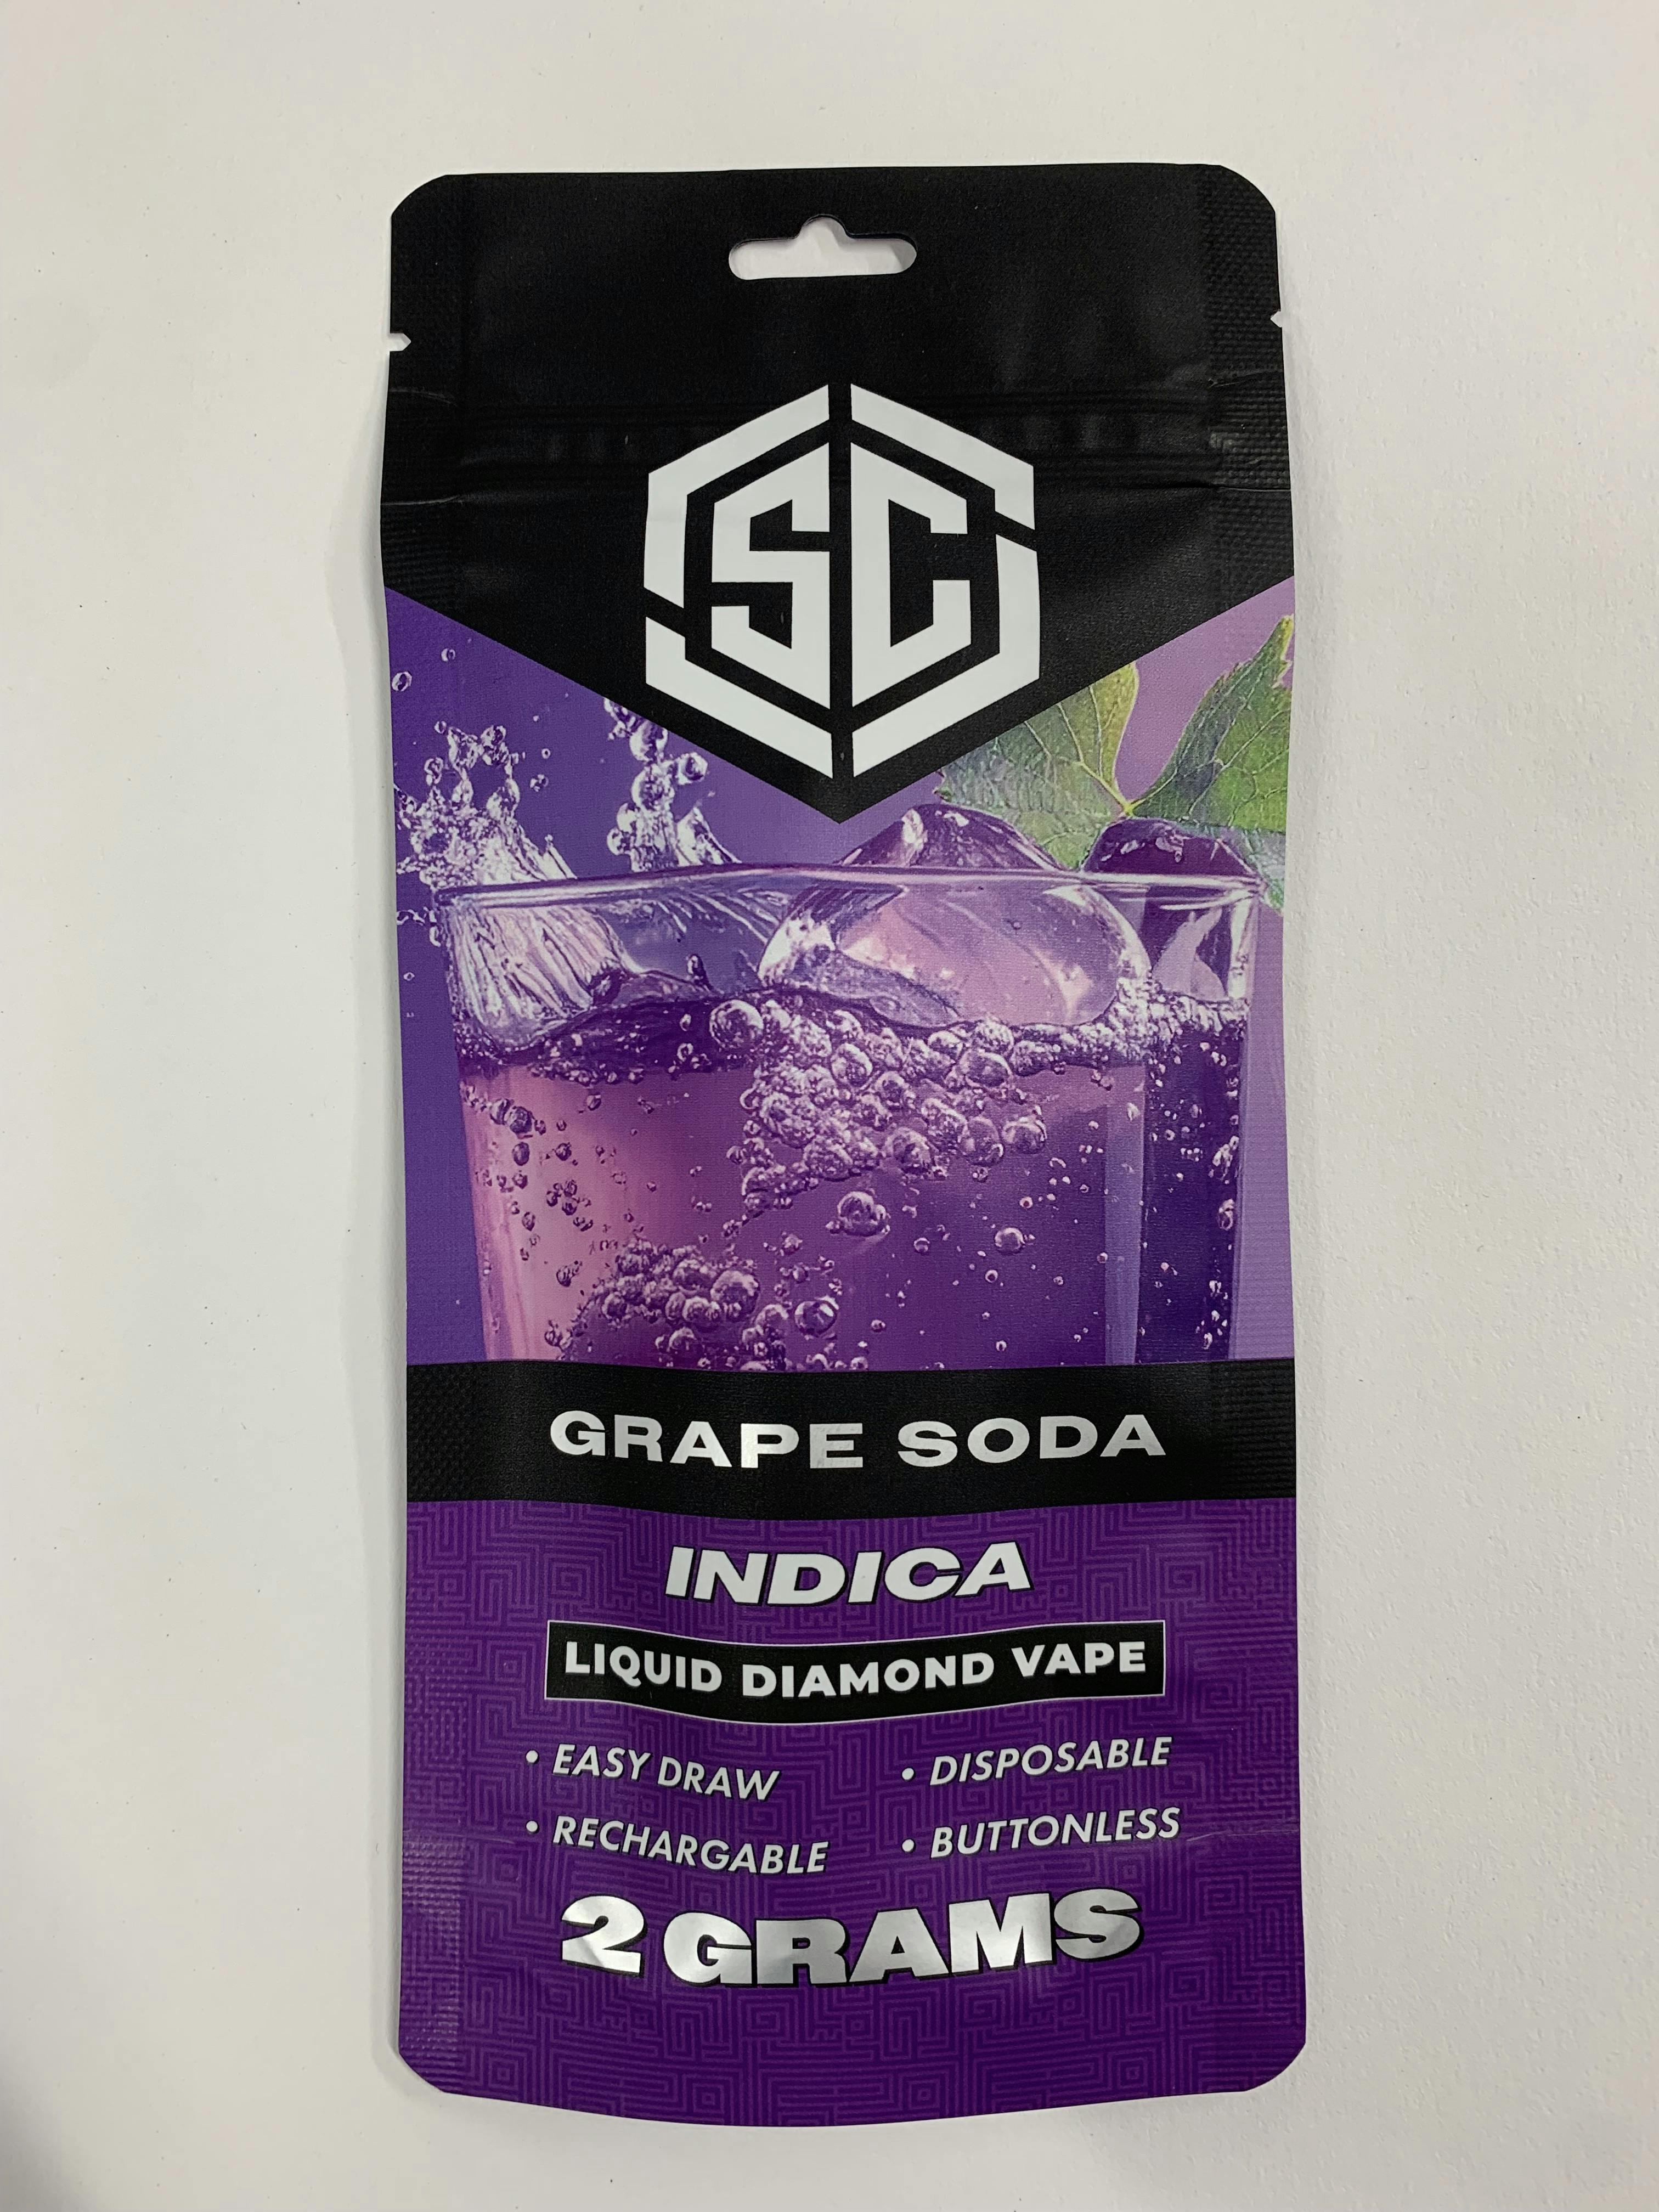 SC
GRAPE SODA
INDICA
LIQUID DIAMOND VAPE
• EASY DRAW
• RECHARGABLE
• DISPOSABLE
• BUTTONLESS
2 GRAMS